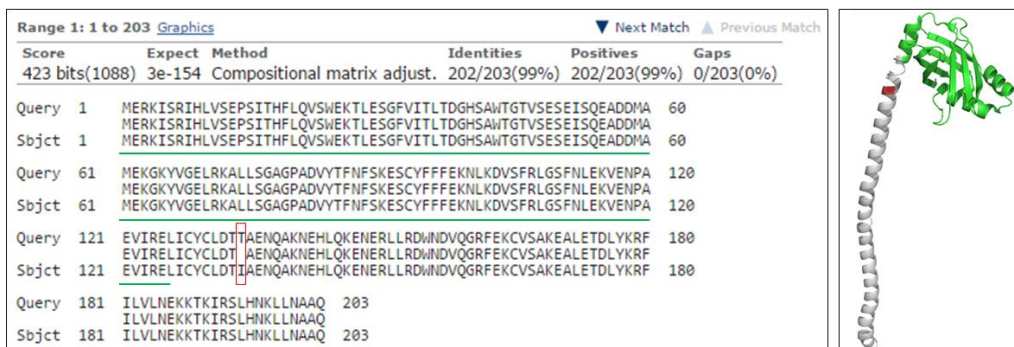 Range 1: 1 to 203 Graphics ▼ Next Match ▲ Previous Match
Score Expect Method Identities Positives Gaps
423 bits(1088) 3e-154 Compositional matrix adjust. 202/203(99%) 202/203(99%) 0/203(0%)
Query 1 MERKISRIHLVSEPSITHFLQVSWEKTLESGFVITLTDGHSAWTGTVSESEISQEADDMA 60
MERKISRIHLVSEPSITHFLQVSWEKTLESGFVITLTDGHSAWTGTVSESEISQEADDMA
Sbjct 1 MERKISRIHLVSEPSITHFLQVSWEKTLESGFVITLTDGHSAWTGTVSESEISQEADDMA 60
Query 61 MEKGKYVGELRKALLSGAGPADVYTFNFSKESCYFFFEKNLKDVSFRLGSFNLEKVENPA 120
MEKGKYVGELRKALLSGAGPADVYTFNFSKESCYFFFEKNLKDVSFRLGSFNLEKVENPA
Sbjct 61 MEKGKYVGELRKALLSGAGPADVYTFNFSKESCYFFFEKNLKDVSFRLGSFNLEKVENPA 120
Query 121 EVIRELICYCLDTTAENQAKNEHLQKENERLLRDWNDVQGRFEKCVSAKEALETDLYKRF 180
EVIRELICYCLDT AENQAKNEHLQKENERLLRDWNDVQGRFEKCVSAKEALETDLYKRF
Sbjct 121 EVIRELICYCLDTIAENQAKNEHLQKENERLLRDWNDVQGRFEKCVSAKEALETDLYKRF 180
Query 181 ILVLNEKKTKIRSLHNKLLNAAQ 203
ILVLNEKKTKIRSLHNKLLNAAQ
Sbjct 181 ILVLNEKKTKIRSLHNKLLNAAQ 203